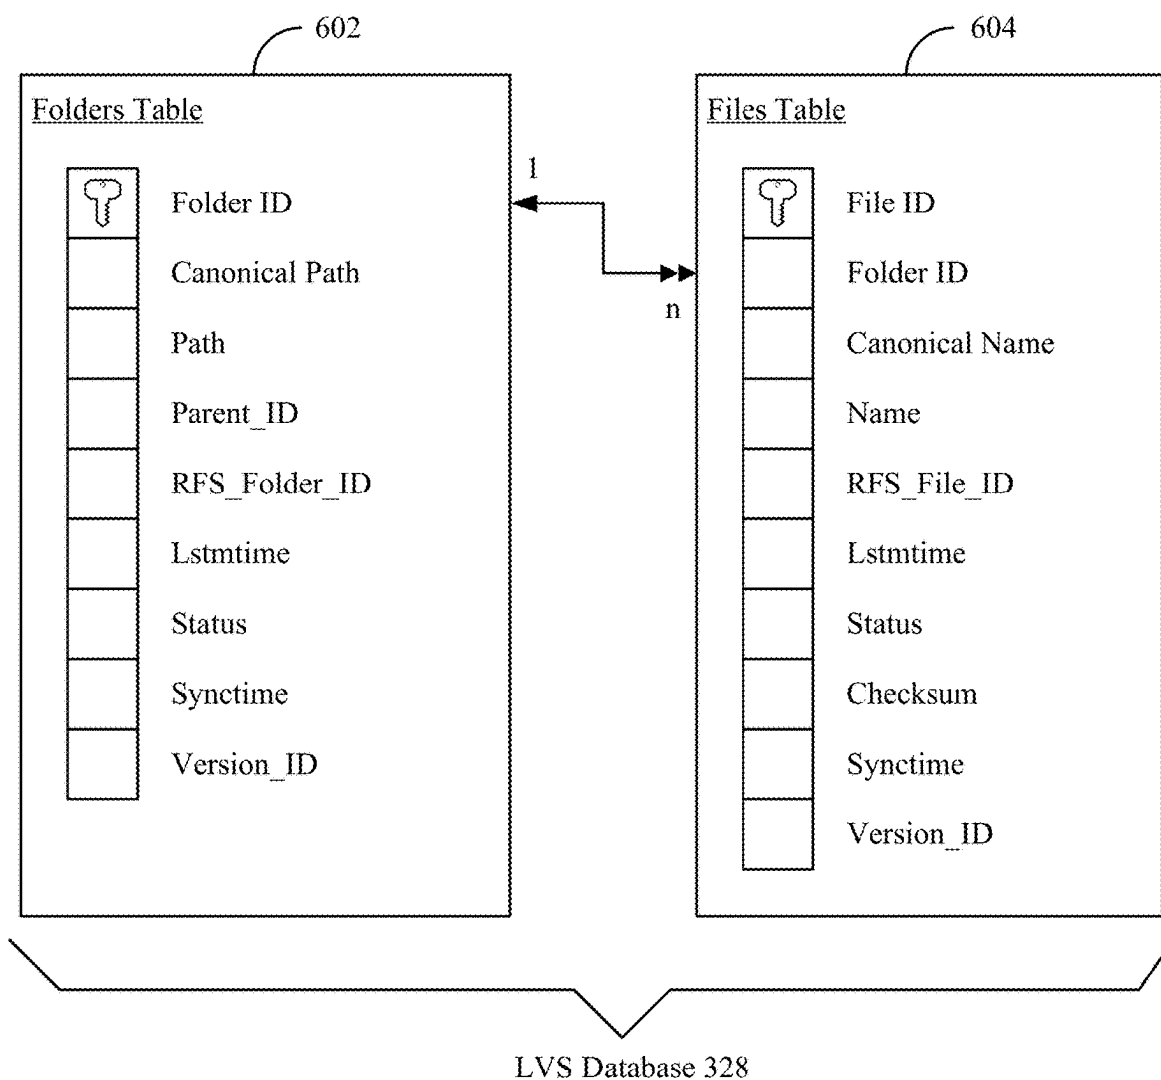 602
604
Folders Table
Files Table
1
n
Folder ID
Canonical Path
Path
Parent_ID
RFS_Folder_ID
Lstmtime
Status
Synctime
Version_ID
File ID
Folder ID
Canonical Name
Name
RFS_File_ID
Lstmtime
Status
Checksum
Synctime
Version_ID
LVS Database 328